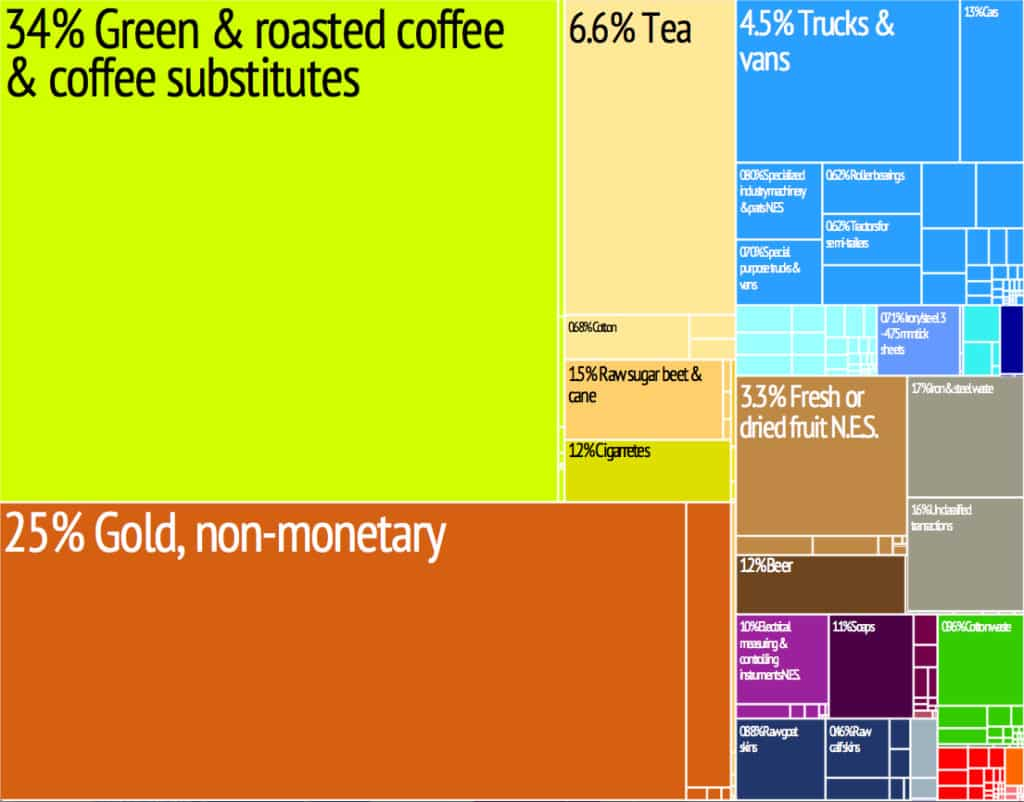 34% Green & roasted coffee
& coffee substitutes
6.6% Tea
4.5% Trucks &
vans
1.3% Cars
0.80% Specialized
industry machinery
& parts N.E.S
0.62% Roller bearings
0.62% Tractors for
semi-trailers
0.70% Special
purpose trucks &
vans
0.68% Cotton
0.71% Iron/steel 3
-4.75 mm tick
sheets
1.5% Raw sugar beet &
cane
1.2% Cigarretes
3.3% Fresh or
dried fruit N.E.S.
1.7% Iron & steel waste
25% Gold, non-monetary
1.6% Unclassified
transactions
1.2% Beer
1.0% Electrical
measuring &
controlling
instruments N.E.S.
1.1% Soaps
0.96% Cotton waste
0.88% Raw goat
skins
0.46% Raw
calf skins